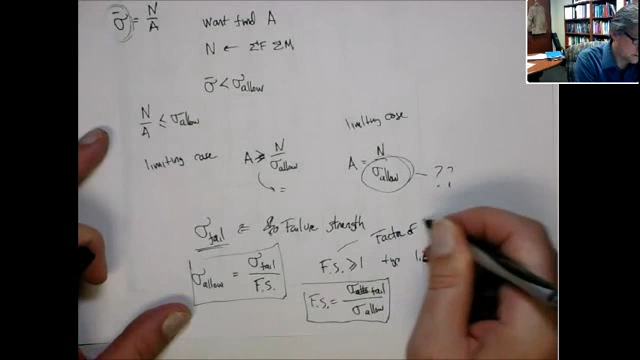 σ = N/A want find A
N ← ΣF ΣM
σ < σallow
N/A ≤ σallow
limiting case
limiting case A ≥ N/σallow
=
A = N/σallow - ??
σfail = Failure strength
Factor of
F.S. ≥ 1
σallow = σfail/F.S.
F.S. = σfail/σallow